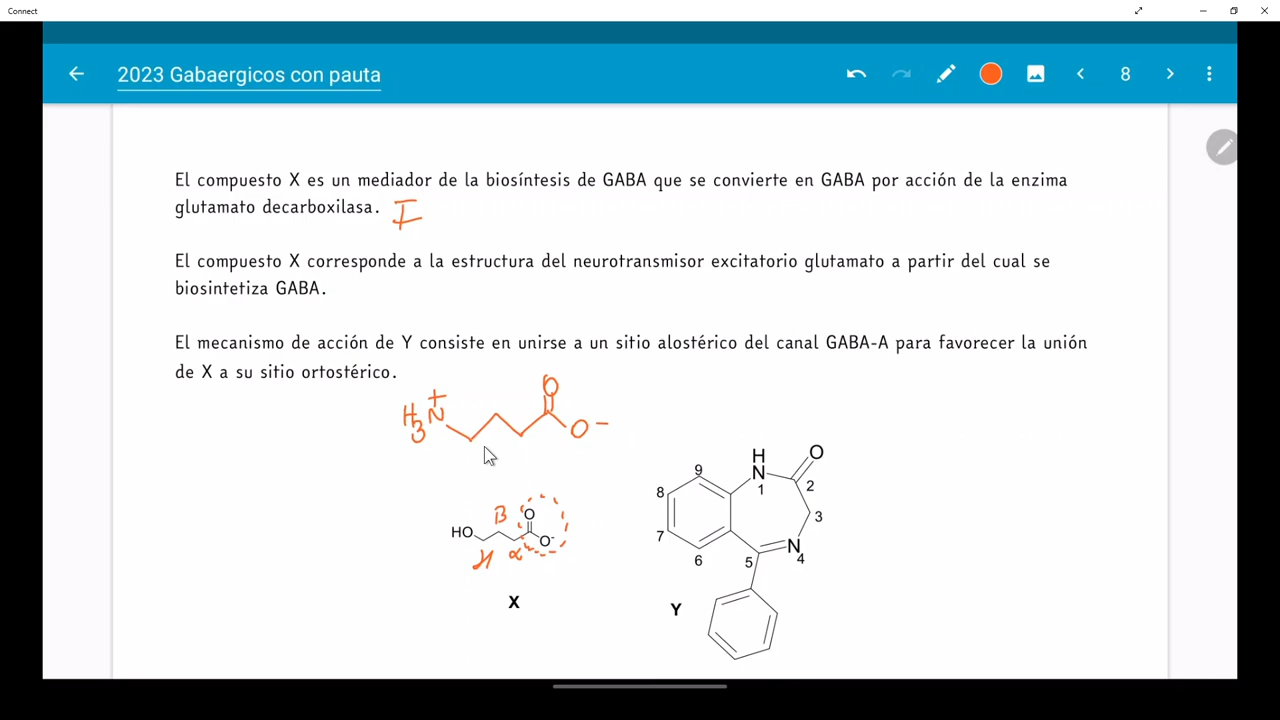 Connect
2023 Gabaergicos con pauta
8
El compuesto X es un mediador de la biosíntesis de GABA que se convierte en GABA por acción de la enzima
glutamato decarboxilasa.
El compuesto X corresponde a la estructura del neurotransmisor excitatorio glutamato a partir del cual se
biosintetiza GABA.
El mecanismo de acción de Y consiste en unirse a un sitio alostérico del canal GABA-A para favorecer la unión
de X a su sitio ortostérico.
H3N+
O
O-
B
O
HO
O-
α
X
H
N
O
1
2
3
N
4
5
6
7
8
9
Y